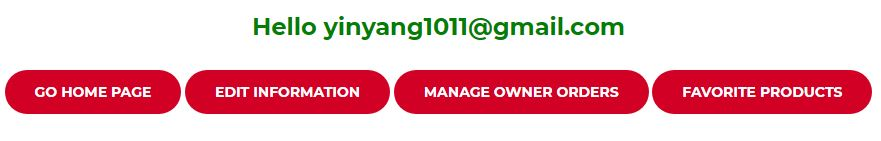 Hello yinyang1011@gmail.com
GO HOME PAGE EDIT INFORMATION MANAGE OWNER ORDERS FAVORITE PRODUCTS